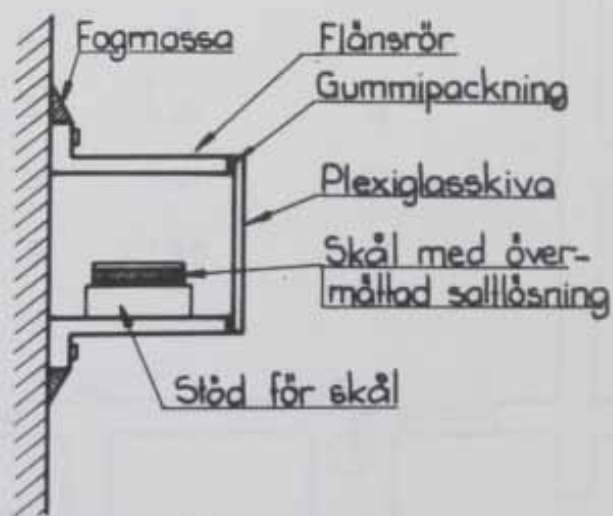 Fogmassa
Flänsrör
Gummipackning
Plexiglasskiva
Skål med över-
mättad saltlösning
Stöd för skål